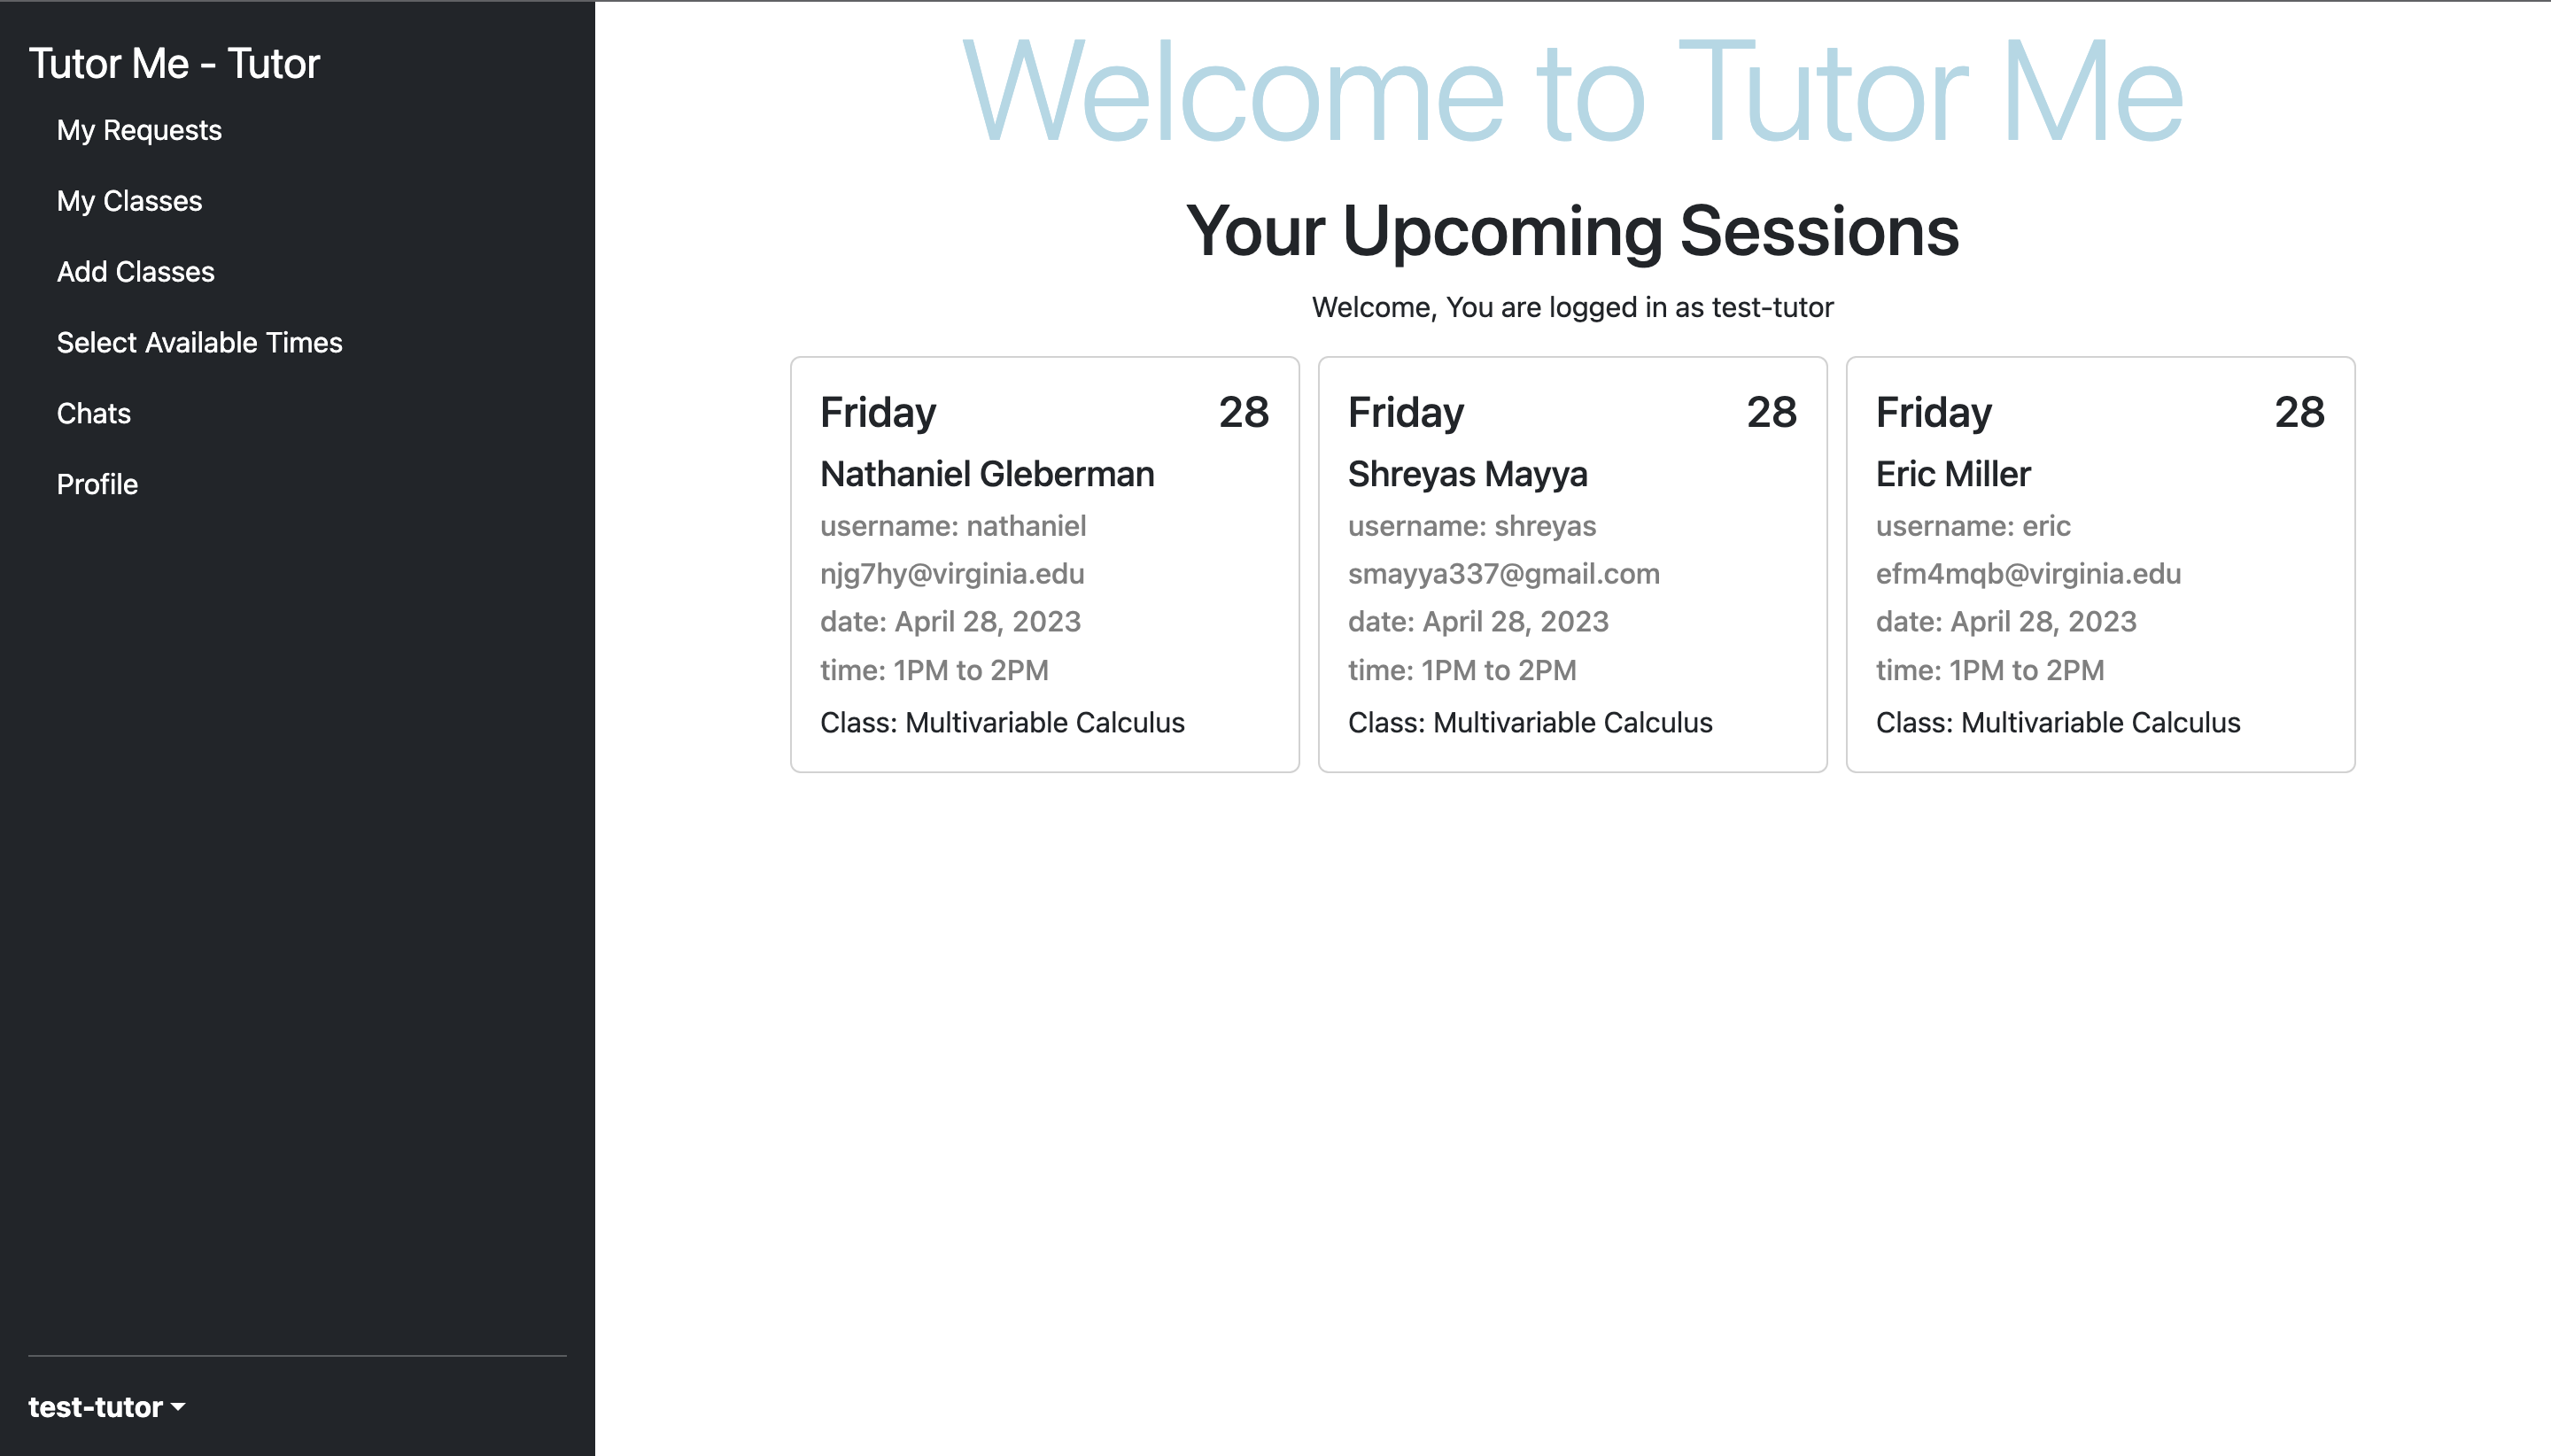 Tutor Me - Tutor
My Requests
My Classes
Add Classes
Select Available Times
Chats
Profile
test-tutor
Welcome to Tutor Me
Your Upcoming Sessions
Welcome, You are logged in as test-tutor
Friday 28
Nathaniel Gleberman
username: nathaniel
njg7hy@virginia.edu
date: April 28, 2023
time: 1PM to 2PM
Class: Multivariable Calculus
Friday 28
Shreyas Mayya
username: shreyas
smayya337@gmail.com
date: April 28, 2023
time: 1PM to 2PM
Class: Multivariable Calculus
Friday 28
Eric Miller
username: eric
efm4mqb@virginia.edu
date: April 28, 2023
time: 1PM to 2PM
Class: Multivariable Calculus